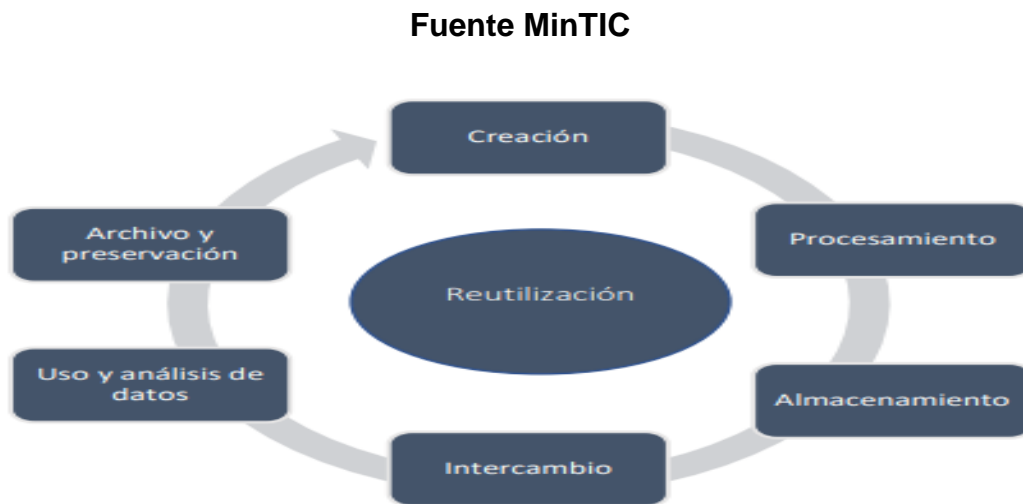 Fuente MinTIC
Creación
Procesamiento
Almacenamiento
Intercambio
Uso y análisis de
datos
Archivo y
preservación
Reutilización